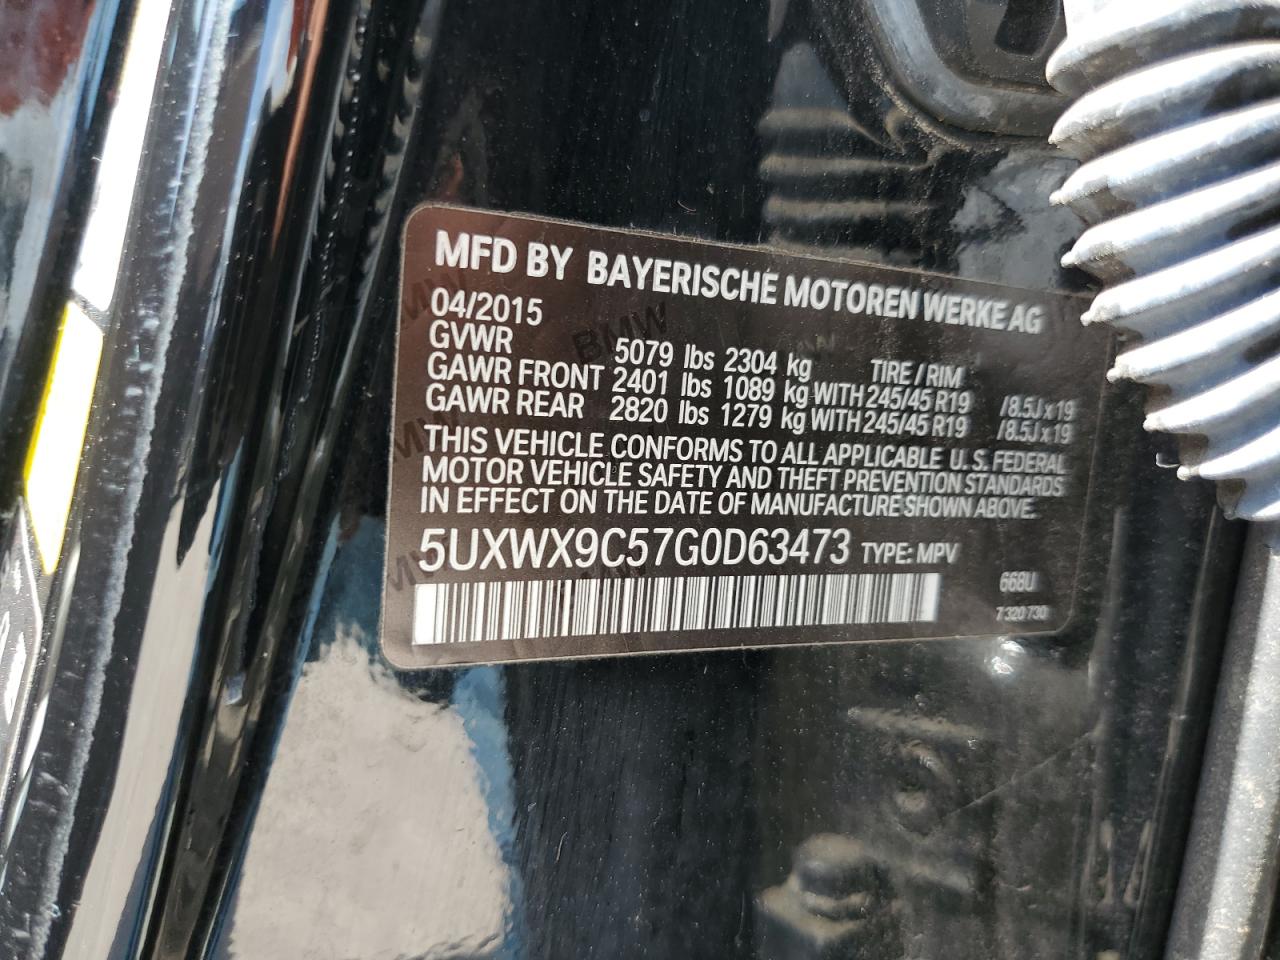 MFD BY BAYERISCHE MOTOREN WERKE AG
04/2015
GVWR 5079 lbs 2304 kg TIRE / RIM
GAWR FRONT 2401 lbs 1089 kg WITH 245/45 R19 /8.5J x 19
GAWR REAR 2820 lbs 1279 kg WITH 245/45 R19 /8.5J x 19
THIS VEHICLE CONFORMS TO ALL APPLICABLE U.S. FEDERAL
MOTOR VEHICLE SAFETY AND THEFT PREVENTION STANDARDS
IN EFFECT ON THE DATE OF MANUFACTURE SHOWN ABOVE.
5UXWX9C57G0D63473 TYPE: MPV
668U
7 320 730